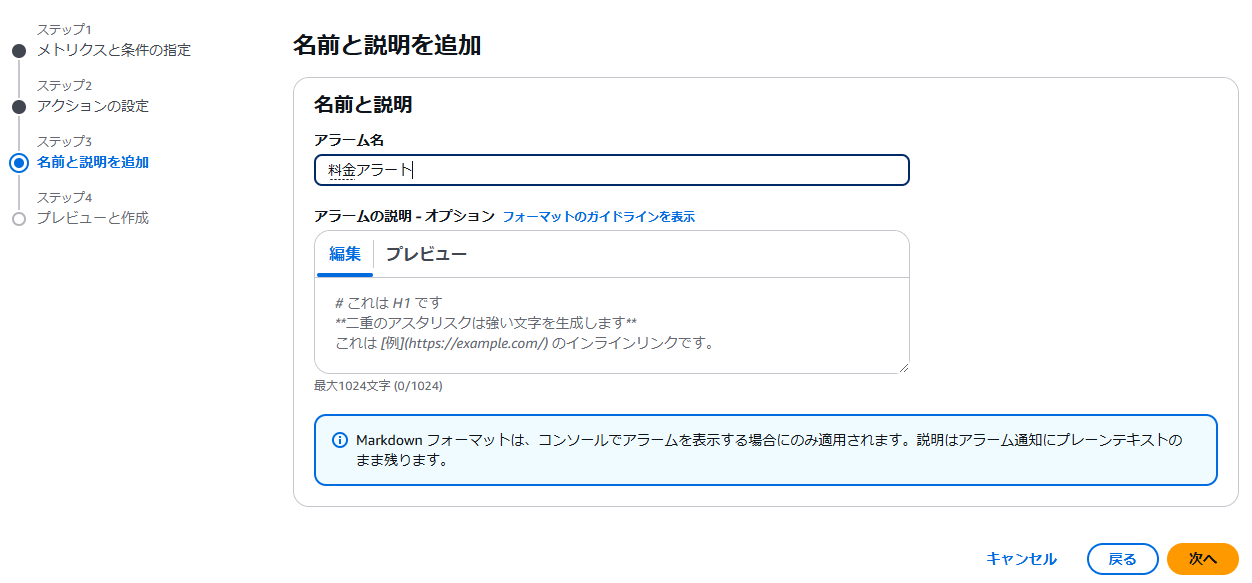 ステップ1
メトリクスと条件の指定
ステップ2
アクションの設定
ステップ3
名前と説明を追加
ステップ4
プレビューと作成
名前と説明を追加
名前と説明
アラーム名
料金アラート
アラームの説明 - オプション フォーマットのガイドラインを表示
編集 プレビュー
# これは H1 です
**二重のアスタリスクは強い文字を生成します**
これは [例](https://example.com/) のインラインリンクです。
最大1024文字 (0/1024)
Markdown フォーマットは、コンソールでアラームを表示する場合にのみ適用されます。説明はアラーム通知にプレーンテキストの
まま残ります。
キャンセル 戻る 次へ